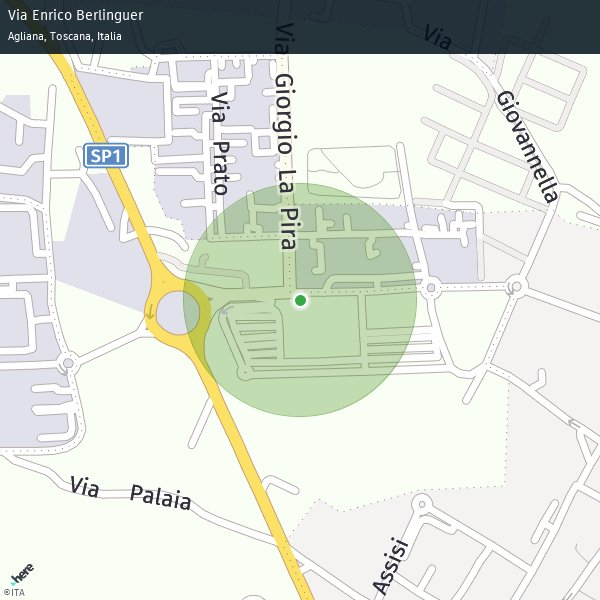 Via Enrico Berlinguer
Agliana, Toscana, Italia
Via
Via Giorgio La Pira
Via Prato
Giovannella
SP1
Via Palaia
Assisi
here
©ITA